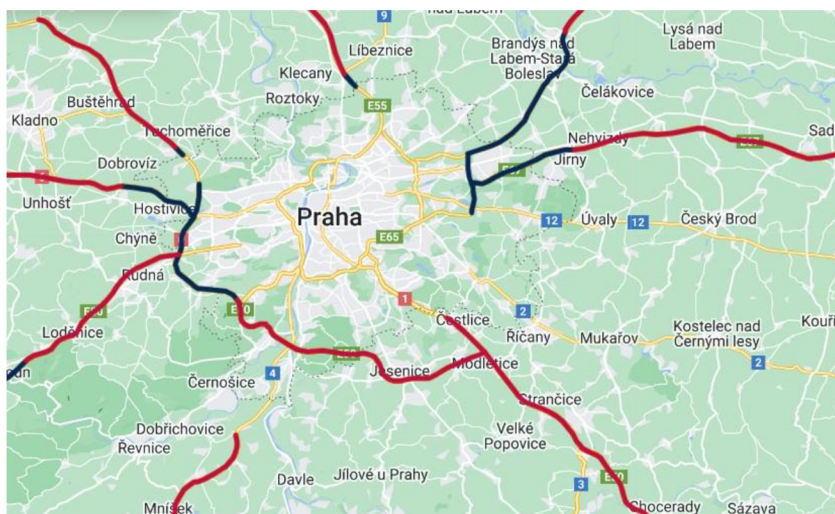 nad Labem
9
Líbeznice
Brandýs nad
Labem-Stará
Boleslav
Lysá nad
Labem
Klecany
Roztoky
E55
Čelákovice
Buštěhrad
Kladno
Tuchoměřice
Nehvizdy
Sad
Dobrovíz
Jirny
Unhošť
Hostivice
Praha
12
Úvaly
12
Český Brod
Chýně
E65
Rudná
1
Čestlice
2
Říčany
Mukařov
Kostelec nad
Černými lesy
Kouři
Loděnice
E50
Jesenice
Modletice
2
4
Černošice
Strančice
Dobřichovice
Řevnice
Velké
Popovice
Davle
Jílové u Prahy
3
E50
Mníšek
Chocerady
Sázava